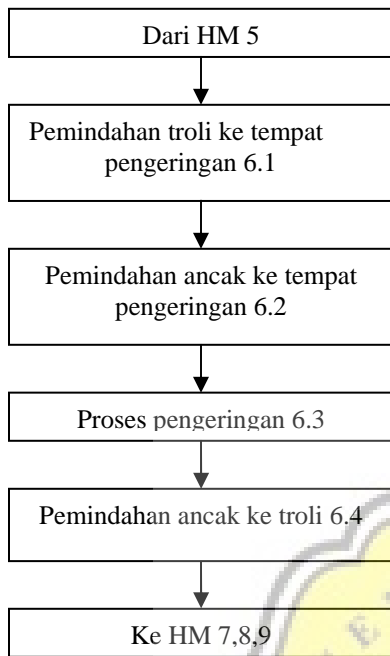 Dari HM 5
Pemindahan troli ke tempat
pengeringan 6.1
Pemindahan ancak ke tempat
pengeringan 6.2
Proses pengeringan 6.3
Pemindahan ancak ke troli 6.4
Ke HM 7,8,9